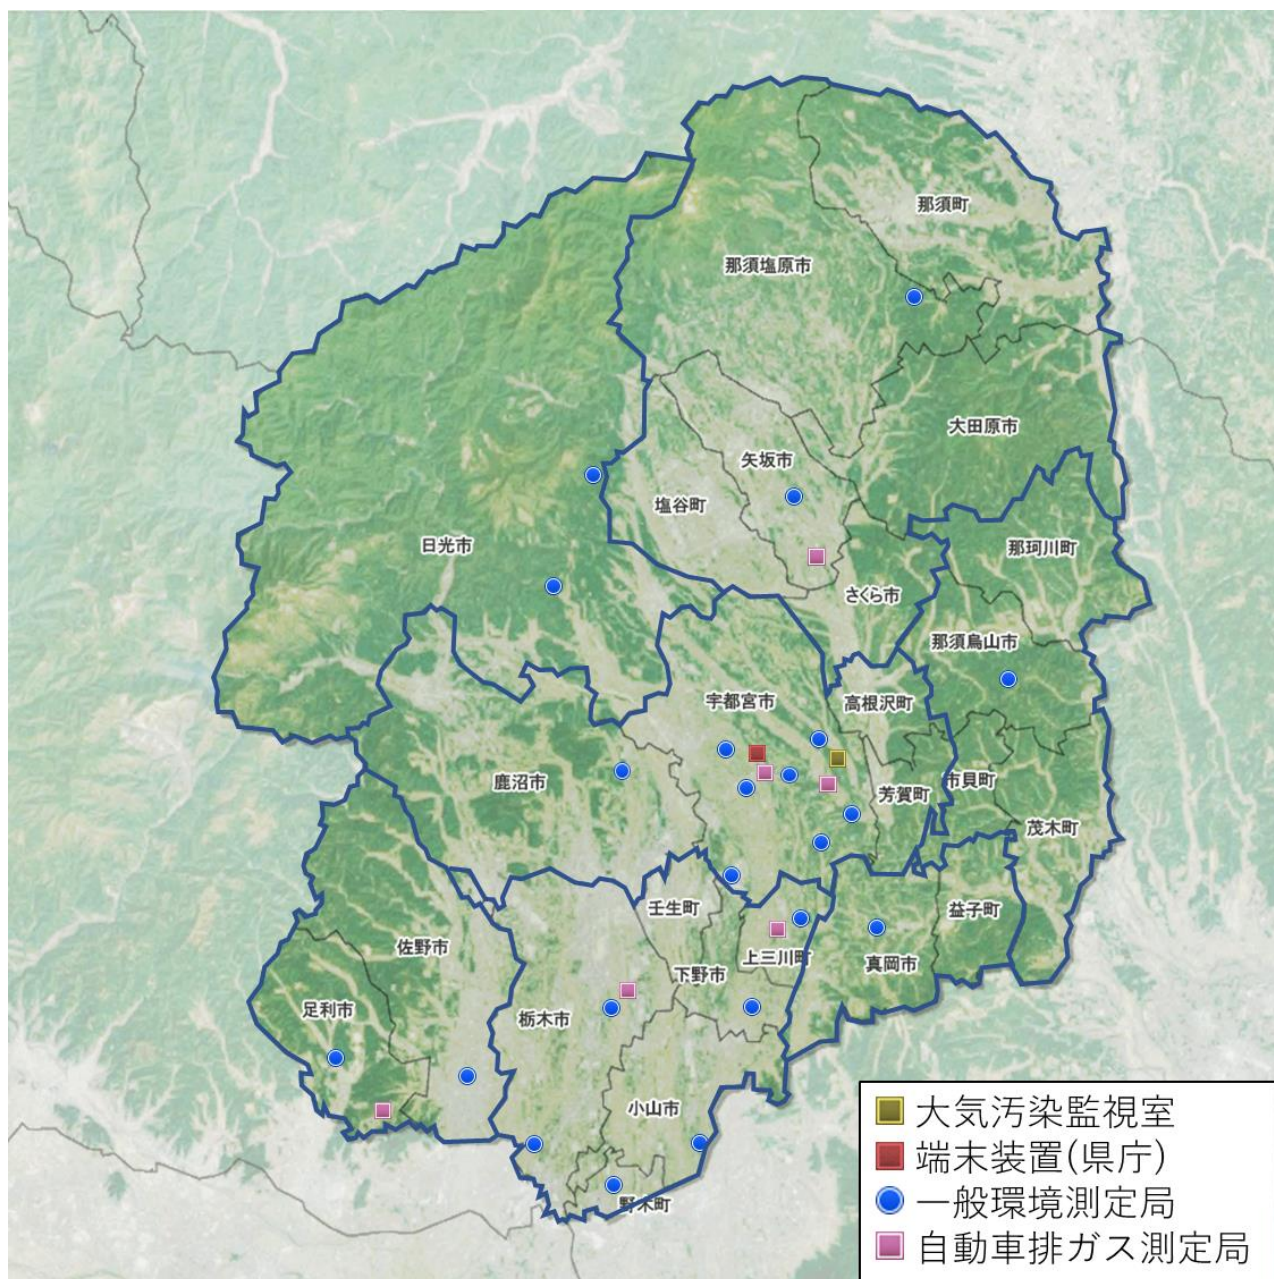 那須町
那須塩原市
大田原市
矢坂市
塩谷町
日光市
那珂川町
さくら市
那須烏山市
宇都宮市
高根沢町
鹿沼市
芳賀町
市貝町
茂木町
壬生町
益子町
佐野市
上三川町
真岡市
下野市
足利市
栃木市
小山市
野木町
大気汚染監視室
端末装置(県庁)
一般環境測定局
自動車排ガス測定局